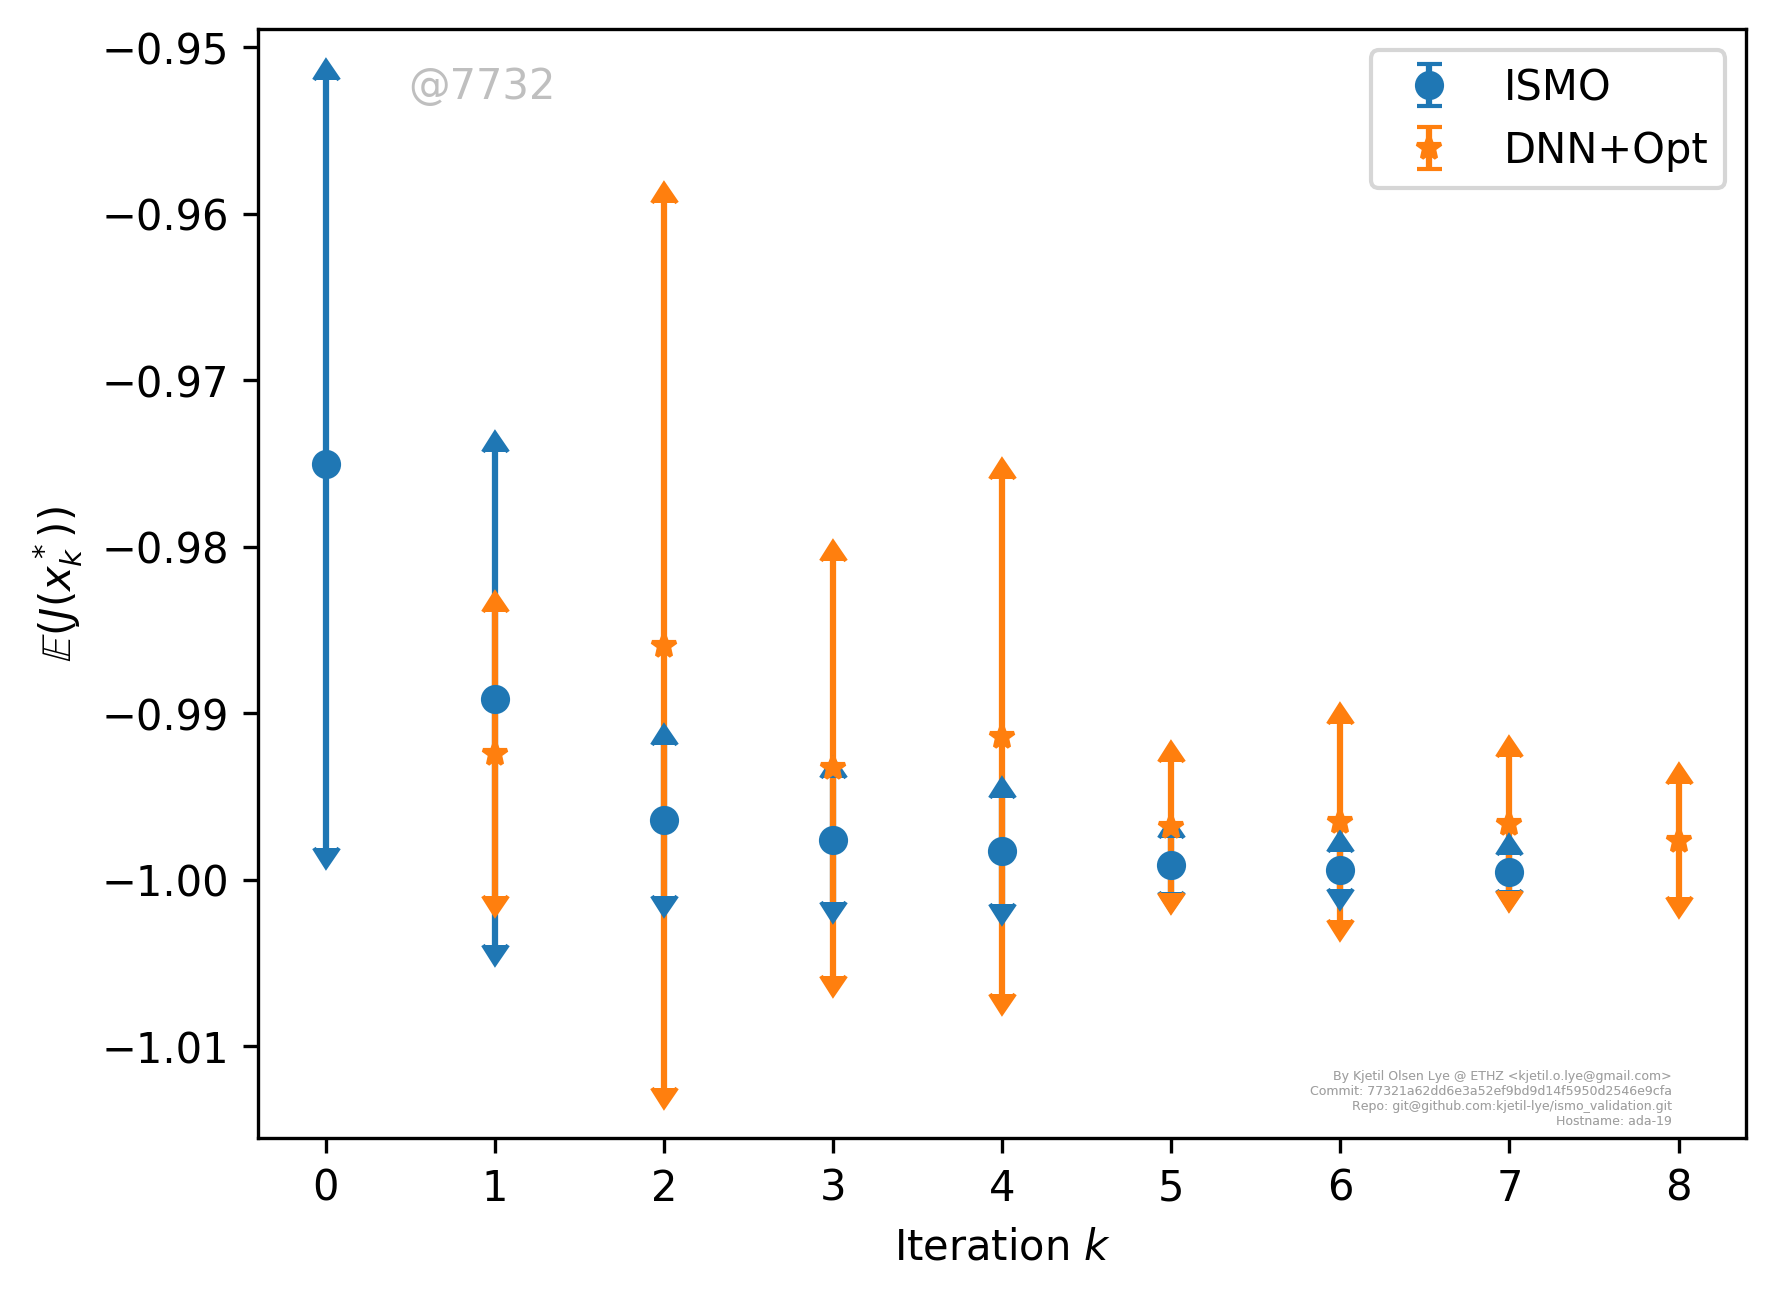 @7732
ISMO
DNN+Opt
−0.95
−0.96
−0.97
−0.98
−0.99
−1.00
−1.01
𝔼(J(x*k))
By Kjetil Olsen Lye @ ETHZ <kjetil.o.lye@gmail.com>
Commit: 77321a62dd6e3a52ef9bd9d14f5950d2546e9cfa
Repo: git@github.com:kjetil-lye/ismo_validation.git
Hostname: ada-19
0 1 2 3 4 5 6 7 8
Iteration k